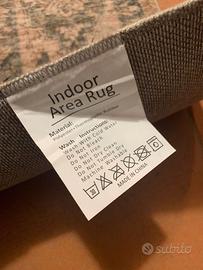 Indoor
Area Rug
Material:
Wash Instructions:
Wash With Cold Water
Do Not Bleach
Do Not Iron
Do Not Dry Clean
Do Not Tumble Dry
Machine Washable
MADE IN CHINA
subito